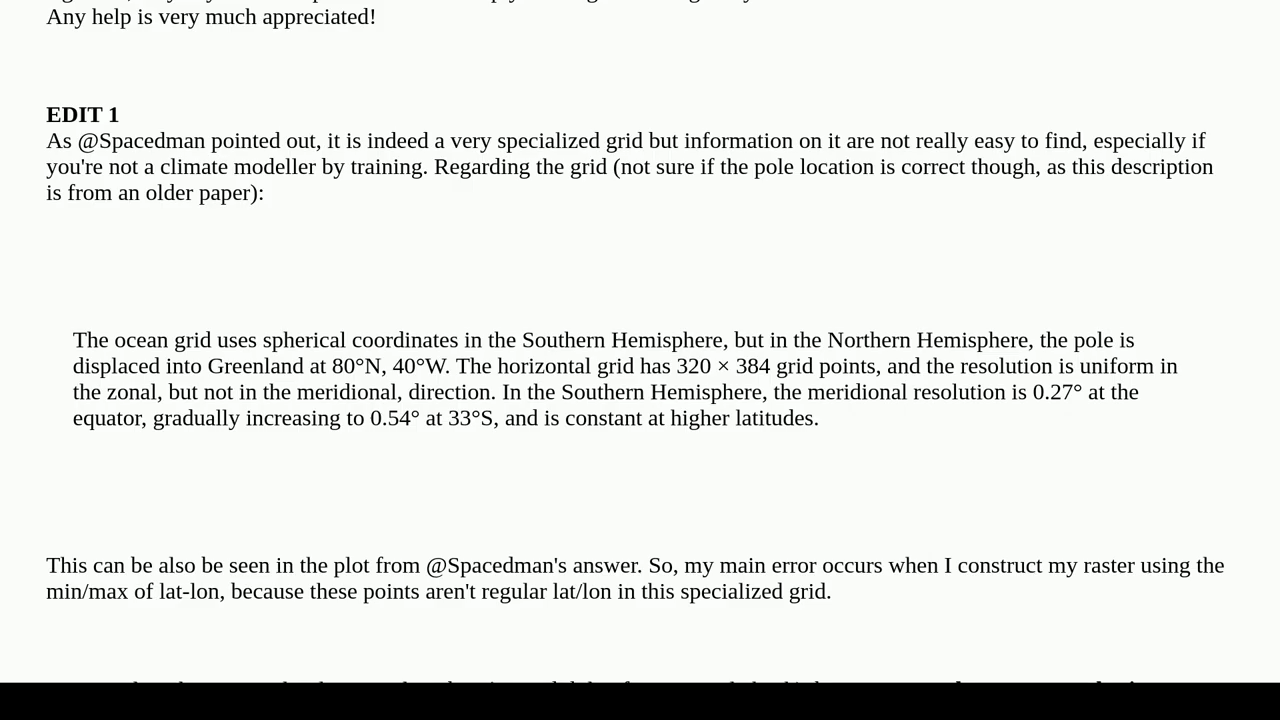 Any help is very much appreciated!
EDIT 1
As @Spacedman pointed out, it is indeed a very specialized grid but information on it are not really easy to find, especially if
you're not a climate modeller by training. Regarding the grid (not sure if the pole location is correct though, as this description
is from an older paper):
The ocean grid uses spherical coordinates in the Southern Hemisphere, but in the Northern Hemisphere, the pole is
displaced into Greenland at 80°N, 40°W. The horizontal grid has 320 × 384 grid points, and the resolution is uniform in
the zonal, but not in the meridional, direction. In the Southern Hemisphere, the meridional resolution is 0.27° at the
equator, gradually increasing to 0.54° at 33°S, and is constant at higher latitudes.
This can be also be seen in the plot from @Spacedman's answer. So, my main error occurs when I construct my raster using the
min/max of lat-lon, because these points aren't regular lat/lon in this specialized grid.